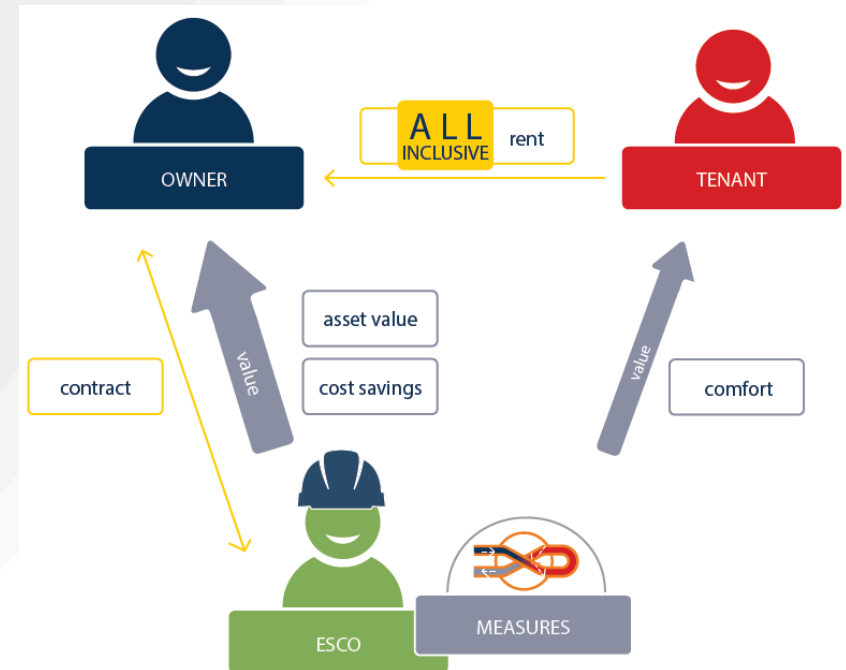 ALL
INCLUSIVE
rent
OWNER
TENANT
asset value
value
value
contract
cost savings
comfort
MEASURES
ESCO